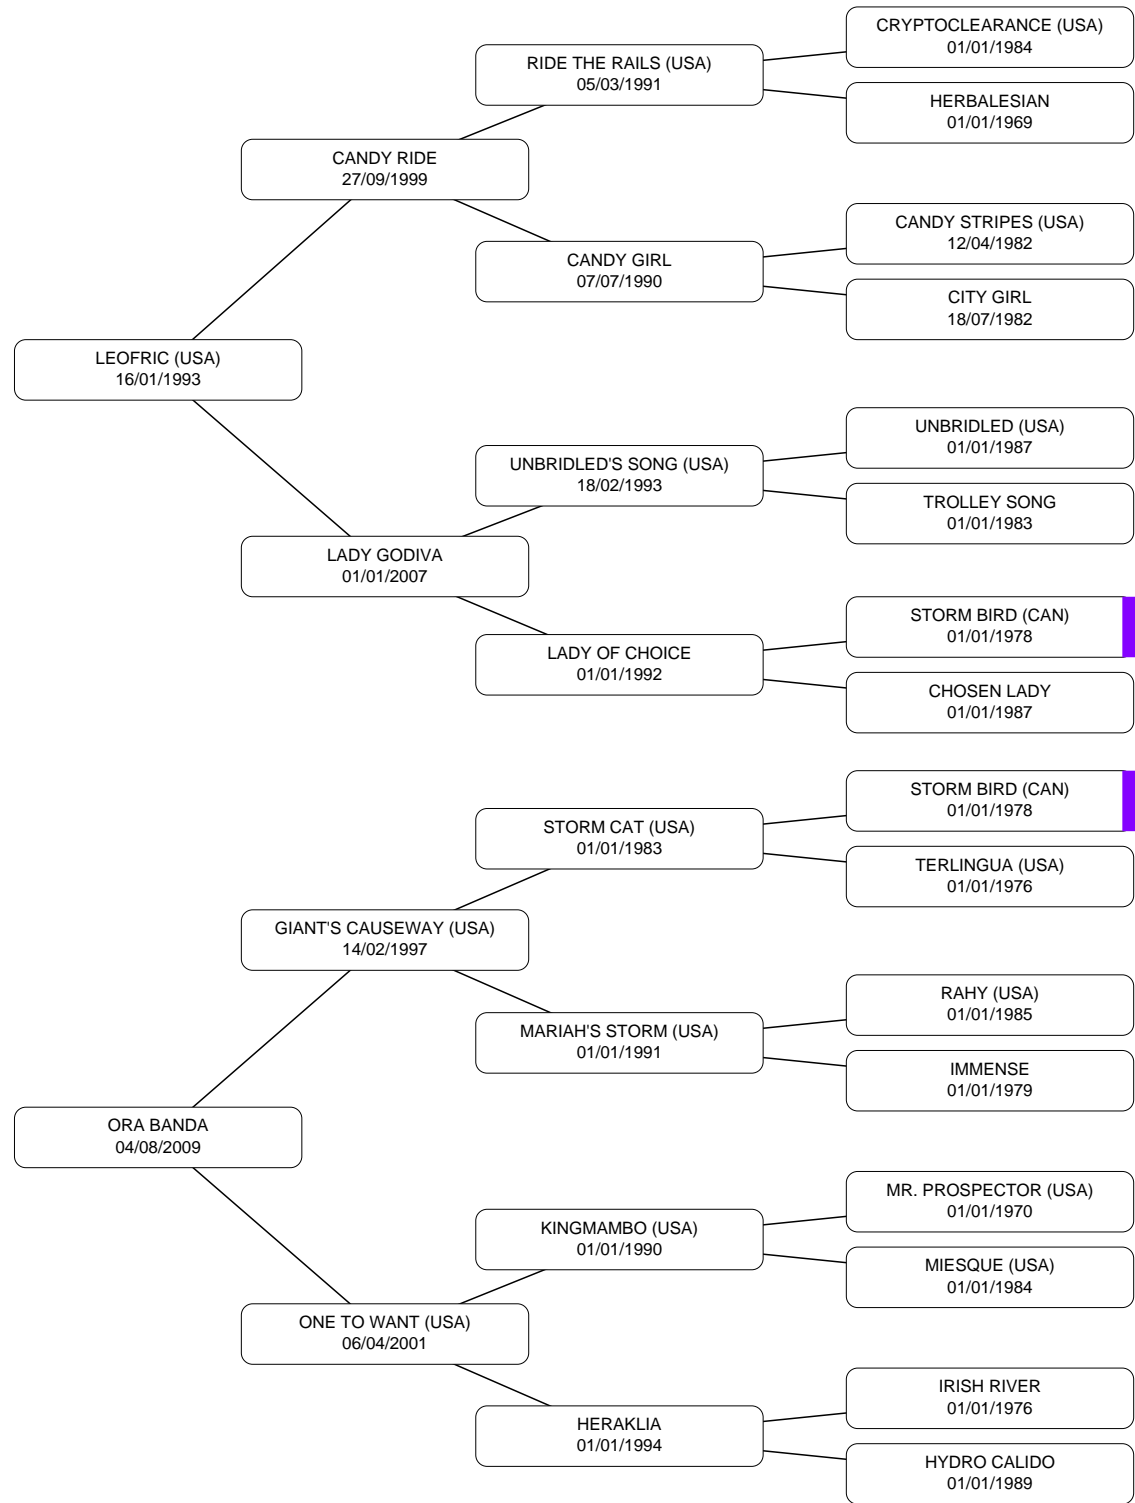 CRYPTOCLEARANCE (USA)
01/01/1984
RIDE THE RAILS (USA)
05/03/1991
HERBALESIAN
01/01/1969
CANDY RIDE
27/09/1999
CANDY STRIPES (USA)
12/04/1982
CANDY GIRL
07/07/1990
CITY GIRL
18/07/1982
LEOFRIC (USA)
16/01/1993
UNBRIDLED (USA)
01/01/1987
UNBRIDLED'S SONG (USA)
18/02/1993
TROLLEY SONG
01/01/1983
LADY GODIVA
01/01/2007
STORM BIRD (CAN)
01/01/1978
LADY OF CHOICE
01/01/1992
CHOSEN LADY
01/01/1987
STORM BIRD (CAN)
01/01/1978
STORM CAT (USA)
01/01/1983
TERLINGUA (USA)
01/01/1976
GIANT'S CAUSEWAY (USA)
14/02/1997
RAHY (USA)
01/01/1985
MARIAH'S STORM (USA)
01/01/1991
IMMENSE
01/01/1979
ORA BANDA
04/08/2009
MR. PROSPECTOR (USA)
01/01/1970
KINGMAMBO (USA)
01/01/1990
MIESQUE (USA)
01/01/1984
ONE TO WANT (USA)
06/04/2001
IRISH RIVER
01/01/1976
HERAKLIA
01/01/1994
HYDRO CALIDO
01/01/1989